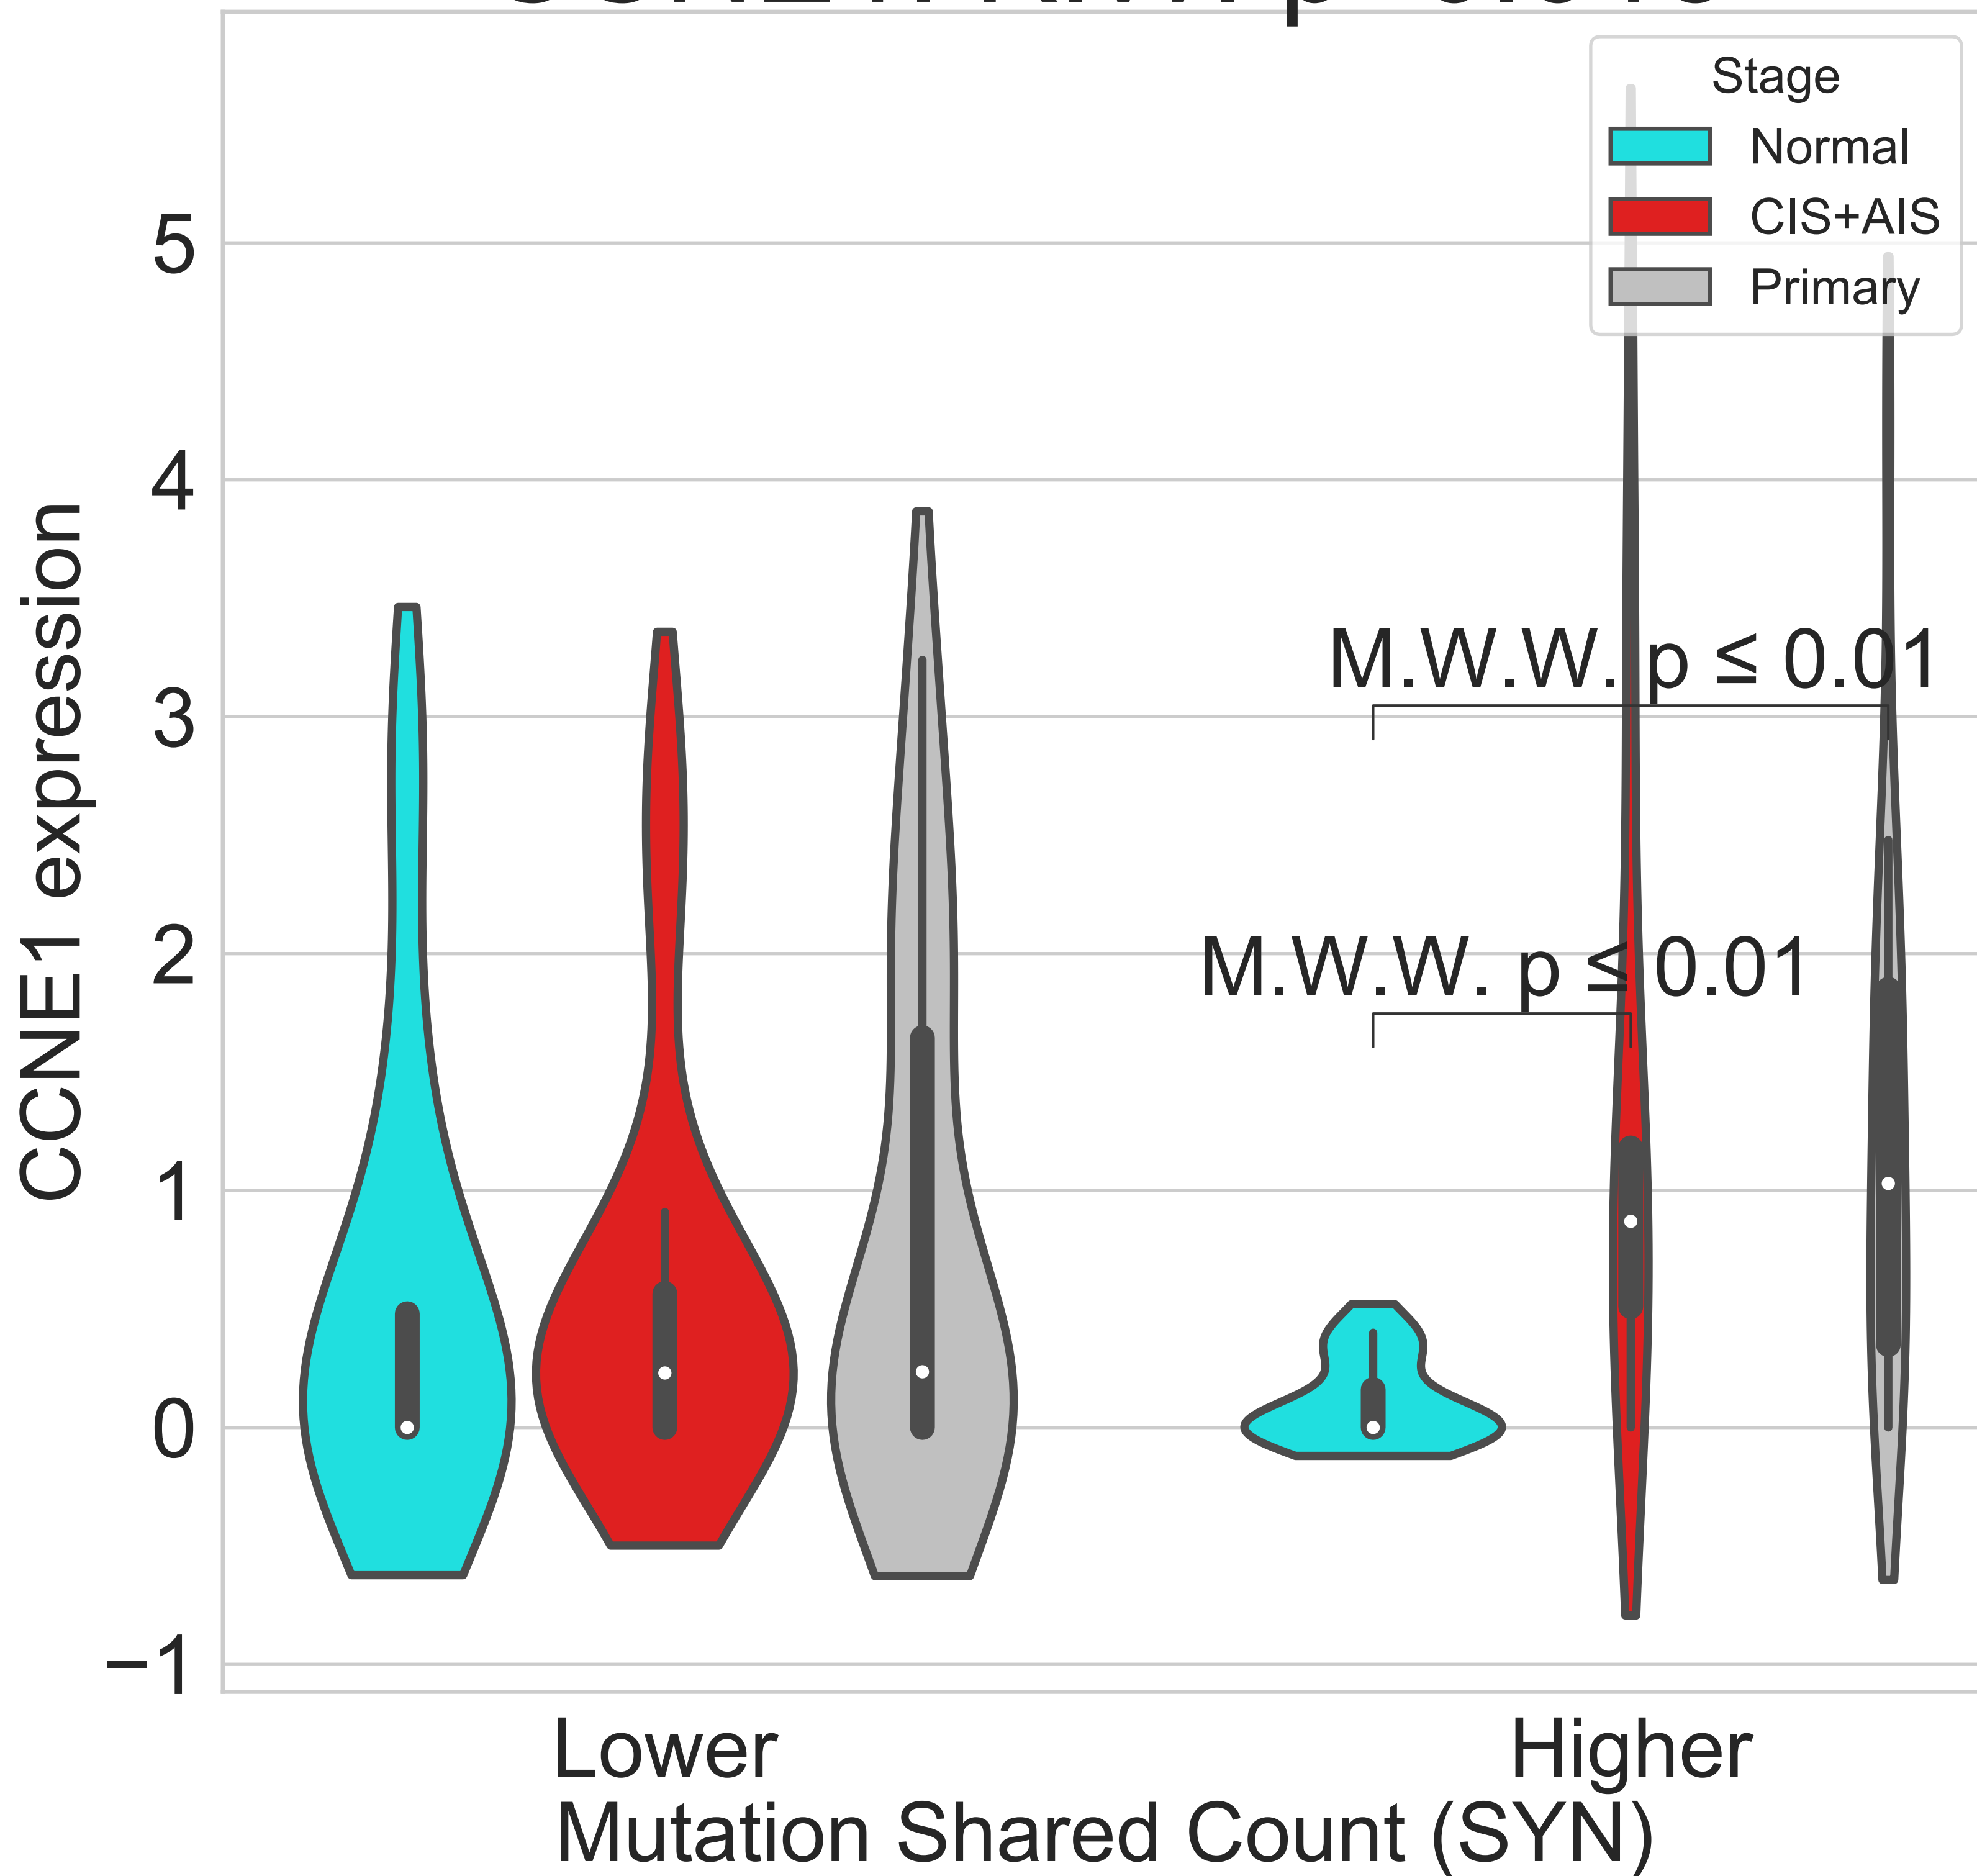 Stage
Normal
CIS+AIS
Primary
5
4
3
2
1
0
−1
CCNE1 expression
M.W.W. p ≤ 0.01
M.W.W. p ≤ 0.01
Lower
Higher
Mutation Shared Count (SYN)